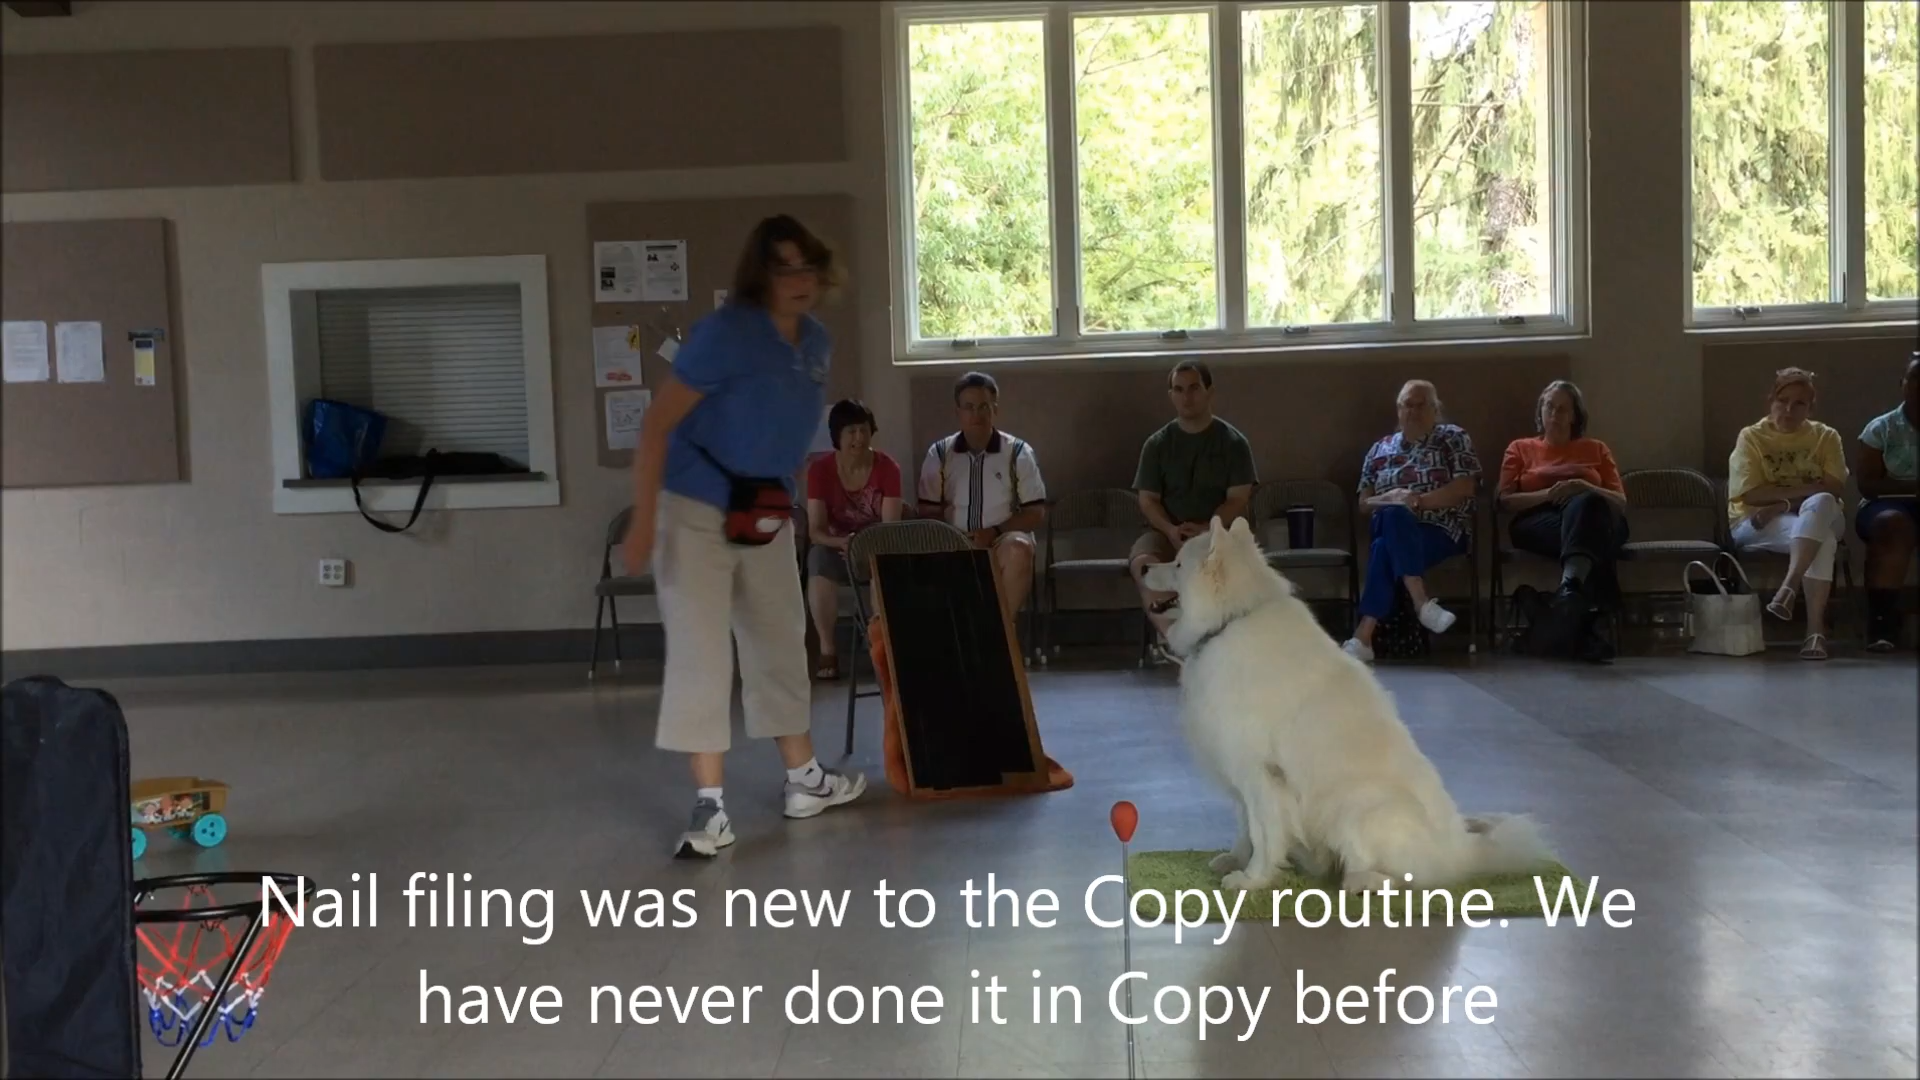 Nail filing was new to the Copy routine. We
have never done it in Copy before